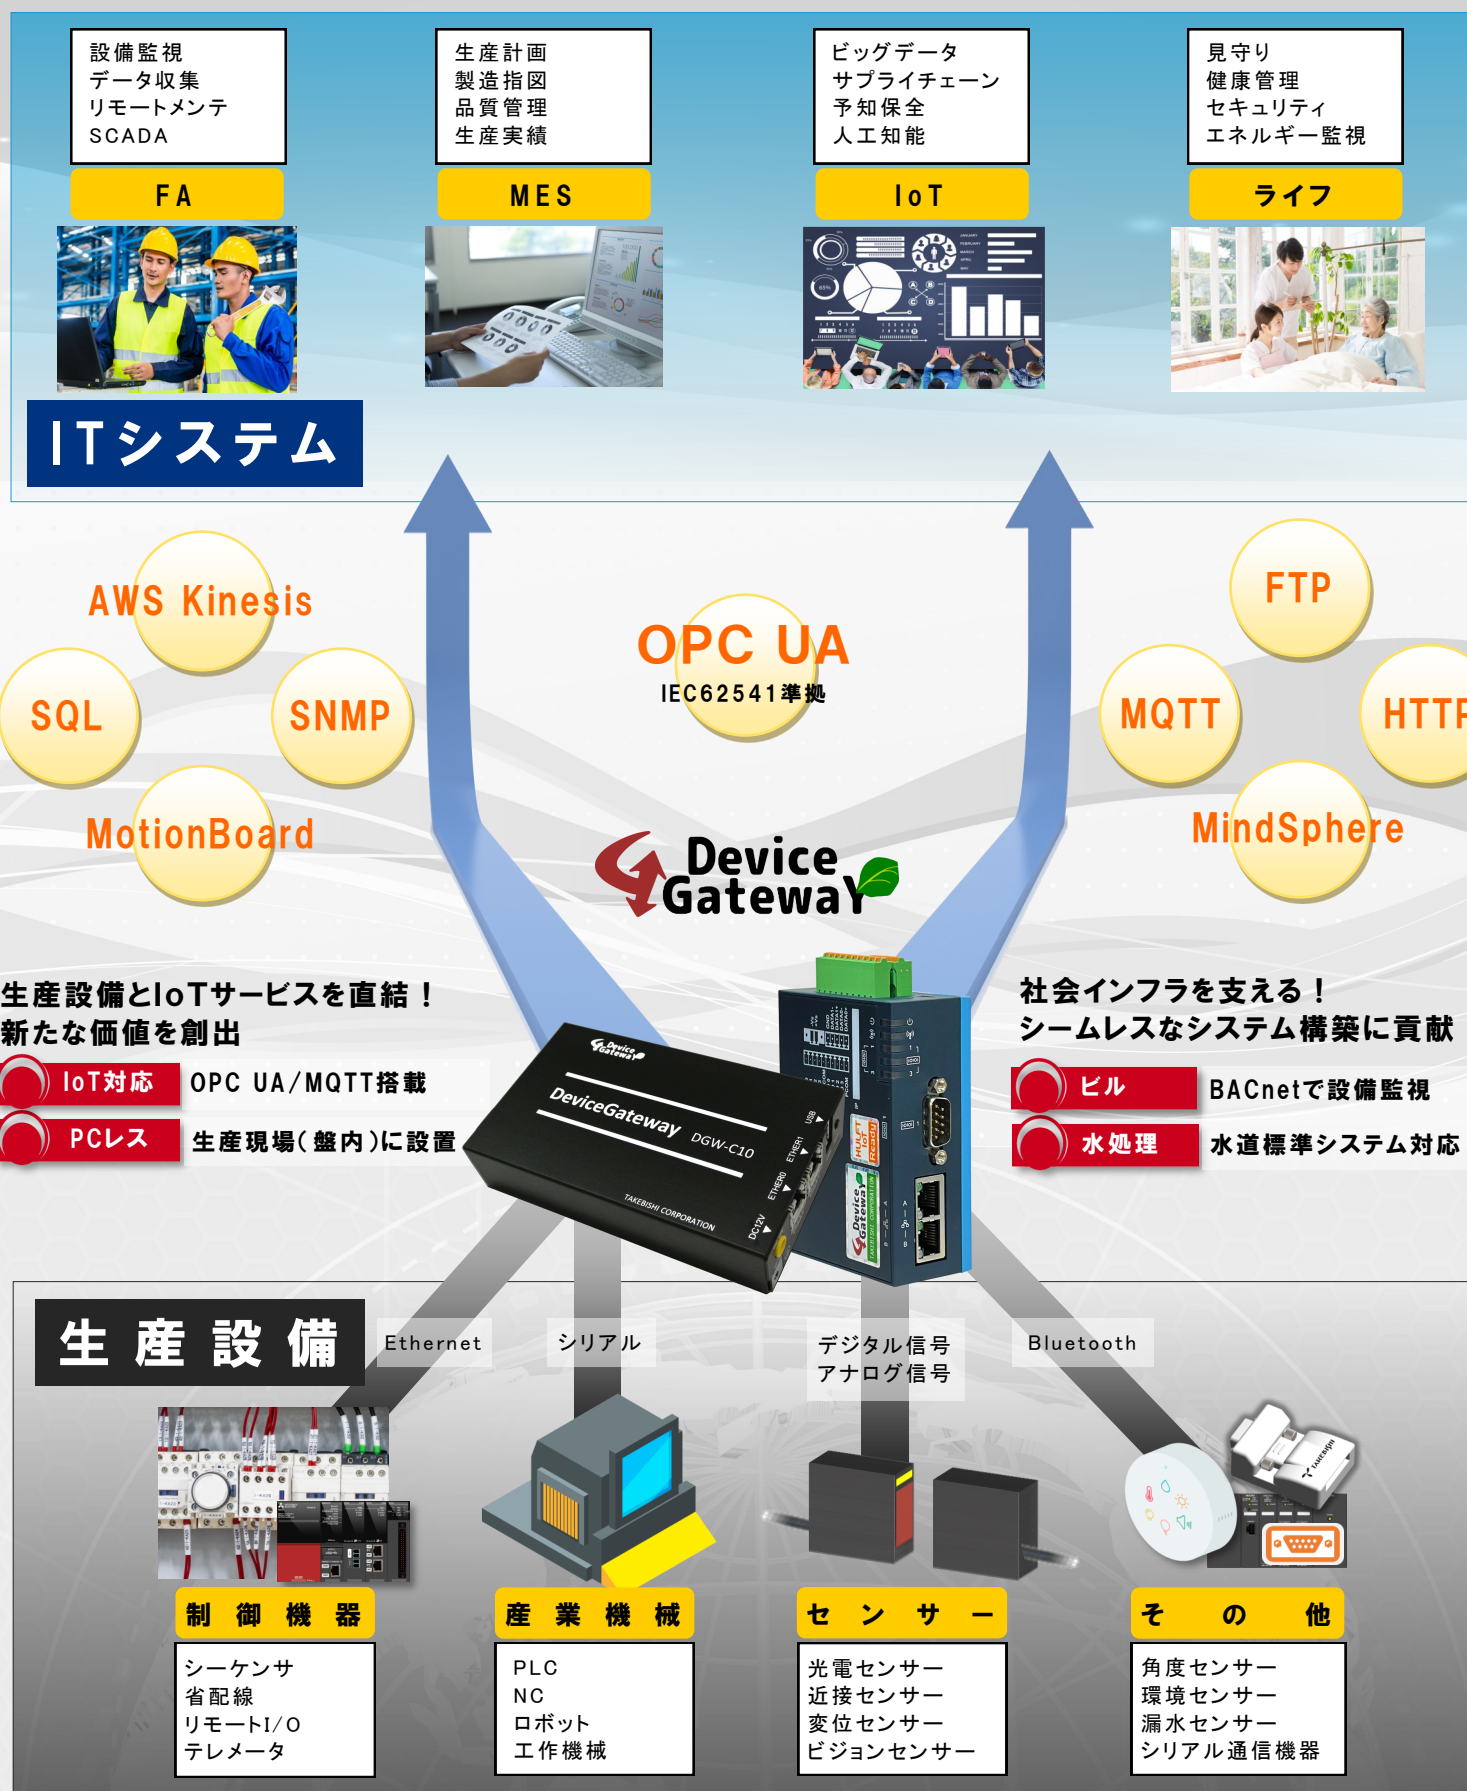 設備監視
データ収集
リモートメンテ
SCADA
FA
生産計画
製造指図
品質管理
生産実績
MES
ビッグデータ
サプライチェーン
予知保全
人工知能
IoT
見守り
健康管理
セキュリティ
エネルギー監視
ライフ
ITシステム
AWS Kinesis
SQL
SNMP
MotionBoard
OPC UA
IEC62541準拠
FTP
MQTT
HTTP
MindSphere
Device
GatewaY
生産設備とIoTサービスを直結！
新たな価値を創出
IoT対応
OPC UA/MQTT搭載
PCレス
生産現場（盤内）に設置
社会インフラを支える！
シームレスなシステム構築に貢献
ビル
BACnetで設備監視
水処理
水道標準システム対応
Device
GatewaY
DeviceGateway DGW-C10
TAKEBISHI CORPORATION
DC12V
ETHER0
ETHER1
USB
HULFT
IoT
Ready
Device
GatewaY
TAKEBISHI CORPORATION
生産設備
Ethernet
シリアル
デジタル信号
アナログ信号
Bluetooth
TAKEBISHI
制御機器
シーケンサ
省配線
リモートI/O
テレメータ
産業機械
PLC
NC
ロボット
工作機械
センサー
光電センサー
近接センサー
変位センサー
ビジョンセンサー
その他
角度センサー
環境センサー
漏水センサー
シリアル通信機器